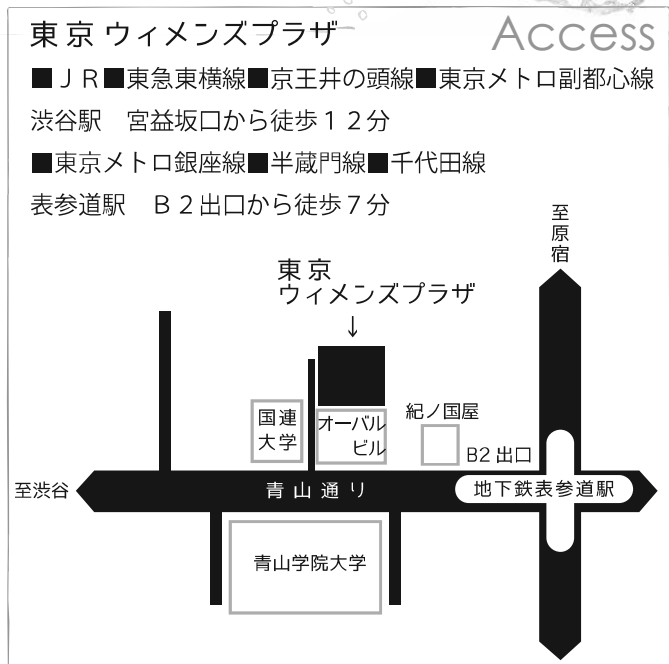 東京ウィメンズプラザ
Access
■ＪＲ■東急東横線■京王井の頭線■東京メトロ副都心線
渋谷駅　宮益坂口から徒歩１２分
■東京メトロ銀座線■半蔵門線■千代田線
表参道駅　Ｂ２出口から徒歩７分
至原宿
東京
ウィメンズプラザ
↓
国連
大学
オーバル
ビル
紀ノ国屋
B2 出口
至渋谷
青山通り
地下鉄表参道駅
青山学院大学